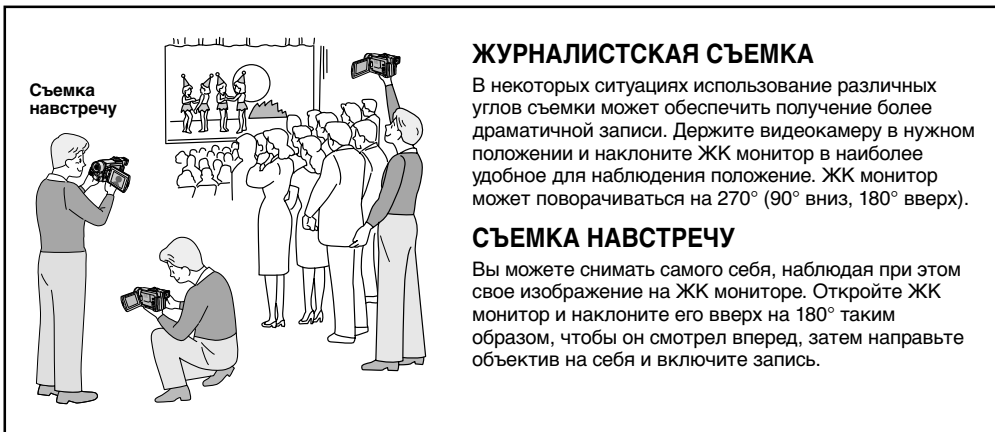 Съемка
навстречу
ЖУРНАЛИСТСКАЯ СЪЕМКА
В некоторых ситуациях использование различных
углов съемки может обеспечить получение более
драматичной записи. Держите видеокамеру в нужном
положении и наклоните ЖК монитор в наиболее
удобное для наблюдения положение. ЖК монитор
может поворачиваться на 270° (90° вниз, 180° вверх).
СЪЕМКА НАВСТРЕЧУ
Вы можете снимать самого себя, наблюдая при этом
свое изображение на ЖК мониторе. Откройте ЖК
монитор и наклоните его вверх на 180° таким
образом, чтобы он смотрел вперед, затем направьте
объектив на себя и включите запись.